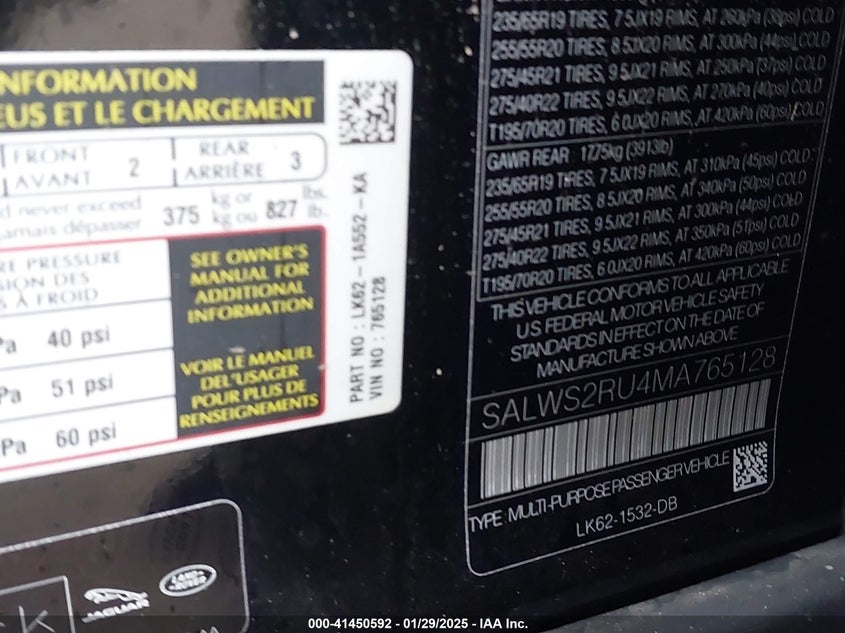 NFORMATION
EUS ET LE CHARGEMENT
FRONT
AVANT
2
REAR
ARRIÈRE
3
d never exceed
jamais dépasser
375
kg or
kg ou
827
lbs.
lb.
RE PRESSURE
SION DES
S À FROID
Pa 40 psi
Pa 51 psi
Pa 60 psi
SEE OWNER'S
MANUAL FOR
ADDITIONAL
INFORMATION
VOIR LE MANUEL
DEL'USAGER
POUR PLUS DE
RENSEIGNEMENTS
PART NO : LK62-1A552-KA
VIN NO : 765128
235/65R19 TIRES, 7.5JX19 RIMS, AT 260kPa (38psi) COLD
255/55R20 TIRES, 8.5JX20 RIMS, AT 300kPa (44psi) COLD
275/45R21 TIRES, 9.5JX21 RIMS, AT 250kPa (37psi) COLD
275/40R22 TIRES, 9.5JX22 RIMS, AT 270kPa (40psi) COLD
T195/70R20 TIRES, 6.0JX20 RIMS, AT 420kPa (60psi) COLD
GAWR REAR 1775kg (3913lb)
235/65R19 TIRES, 7.5JX19 RIMS, AT 310kPa (45psi) COLD
255/55R20 TIRES, 8.5JX20 RIMS, AT 340kPa (50psi) COLD
275/45R21 TIRES, 9.5JX21 RIMS, AT 300kPa (44psi) COLD
275/40R22 TIRES, 9.5JX22 RIMS, AT 350kPa (51psi) COLD
T195/70R20 TIRES, 6.0JX20 RIMS, AT 420kPa (60psi) COLD
THIS VEHICLE CONFORMS TO ALL APPLICABLE
U.S. FEDERAL MOTOR VEHICLE SAFETY
STANDARDS IN EFFECT ON THE DATE OF
MANUFACTURE SHOWN ABOVE
SALWS2RU4MA765128
TYPE: MULTI-PURPOSE PASSENGER VEHICLE
LK62-1532-DB
JAGUAR
LAND ROVER
000-41450592 - 01/29/2025 - IAA Inc.